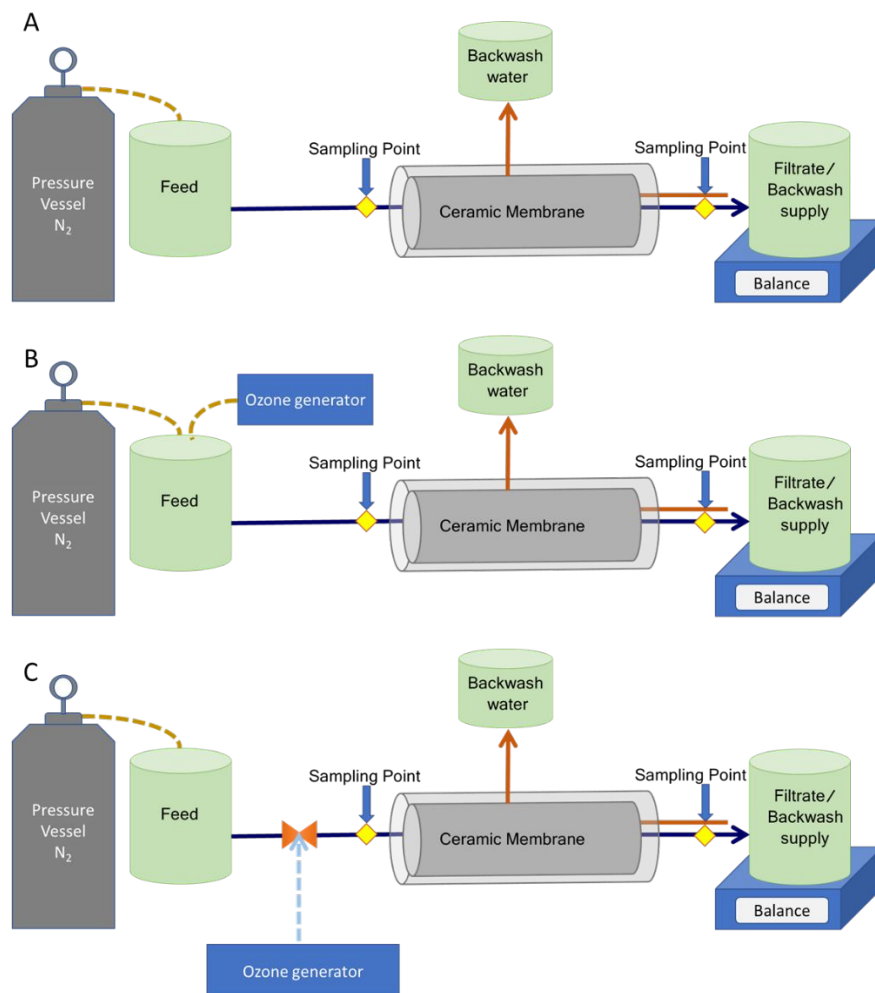 A
Backwash
water
Sampling Point
Sampling Point
Pressure
Vessel
N₂
Feed
Ceramic Membrane
Filtrate/
Backwash
supply
Balance
B
Ozone generator
Backwash
water
Sampling Point
Sampling Point
Pressure
Vessel
N₂
Feed
Ceramic Membrane
Filtrate/
Backwash
supply
Balance
C
Backwash
water
Sampling Point
Sampling Point
Pressure
Vessel
N₂
Feed
Ceramic Membrane
Filtrate/
Backwash
supply
Balance
Ozone generator